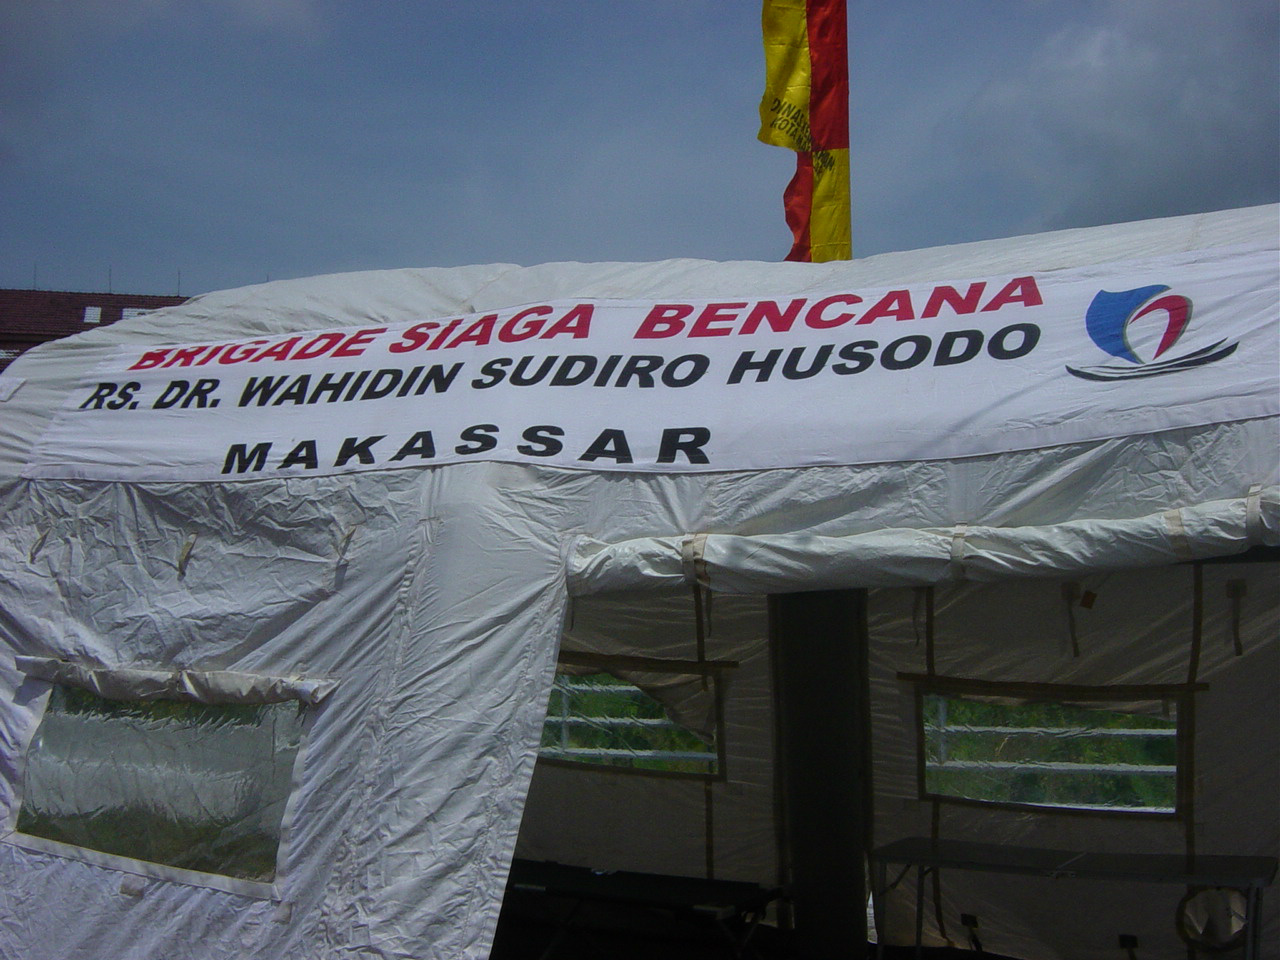 BRIGADE SIAGA BENCANA
RS. DR. WAHIDIN SUDIRO HUSODO
MAKASSAR